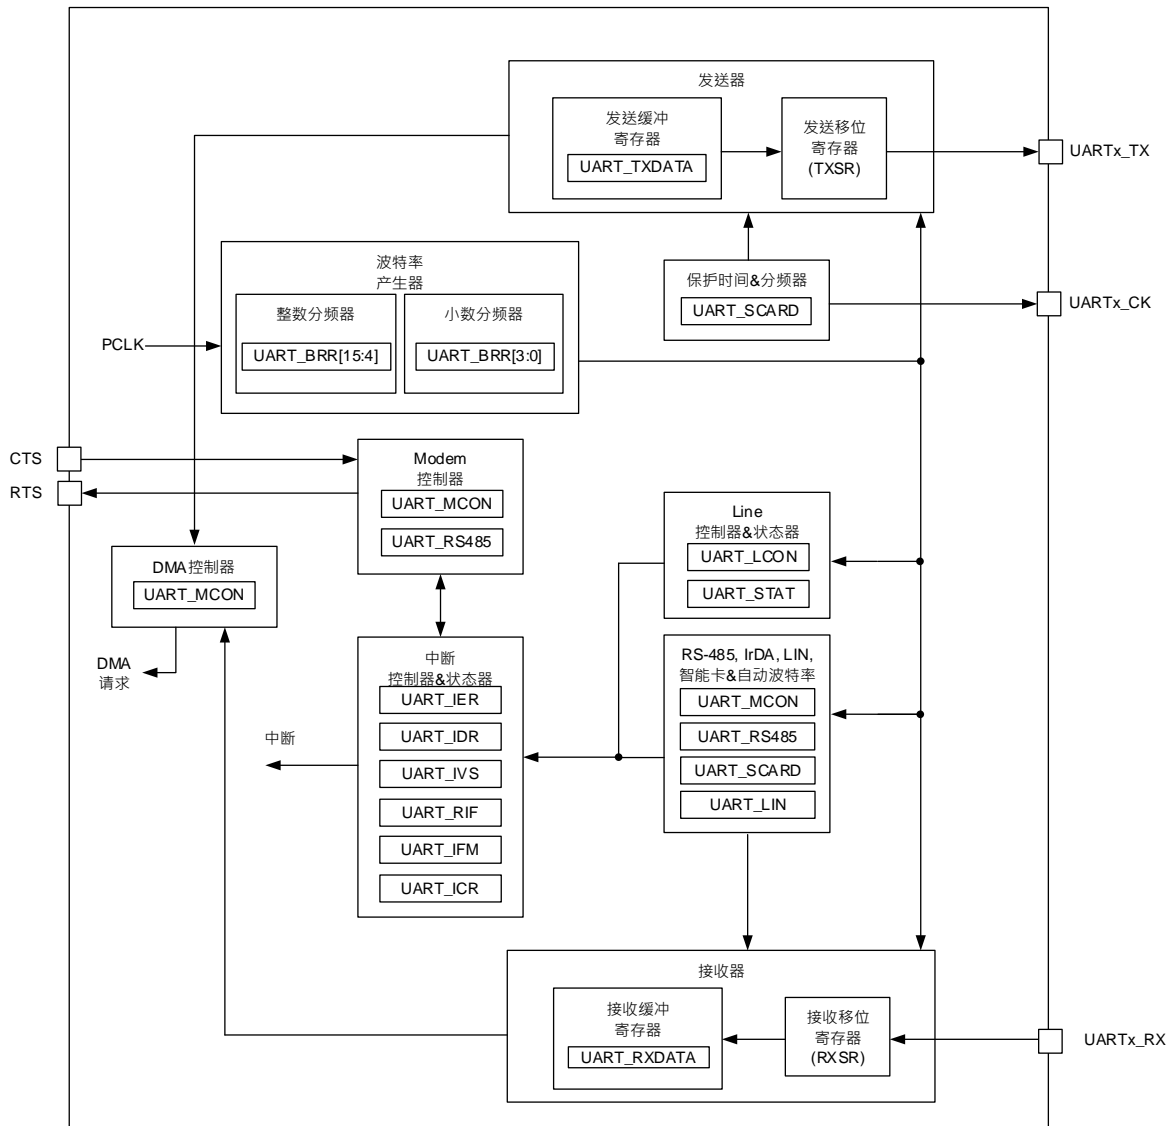 发送器
发送缓冲
寄存器
UART_TXDATA
发送移位
寄存器
(TXSR)
UARTx_TX
波特率
产生器
整数分频器
UART_BRR[15:4]
小数分频器
UART_BRR[3:0]
PCLK
保护时间&分频器
UART_SCARD
UARTx_CK
CTS
RTS
Modem
控制器
UART_MCON
UART_RS485
Line
控制器&状态器
UART_LCON
UART_STAT
DMA控制器
UART_MCON
DMA
请求
中断
控制器&状态器
UART_IER
UART_IDR
UART_IVS
UART_RIF
UART_IFM
UART_ICR
中断
RS-485, IrDA, LIN,
智能卡&自动波特率
UART_MCON
UART_RS485
UART_SCARD
UART_LIN
接收器
接收缓冲
寄存器
UART_RXDATA
接收移位
寄存器
(RXSR)
UARTx_RX